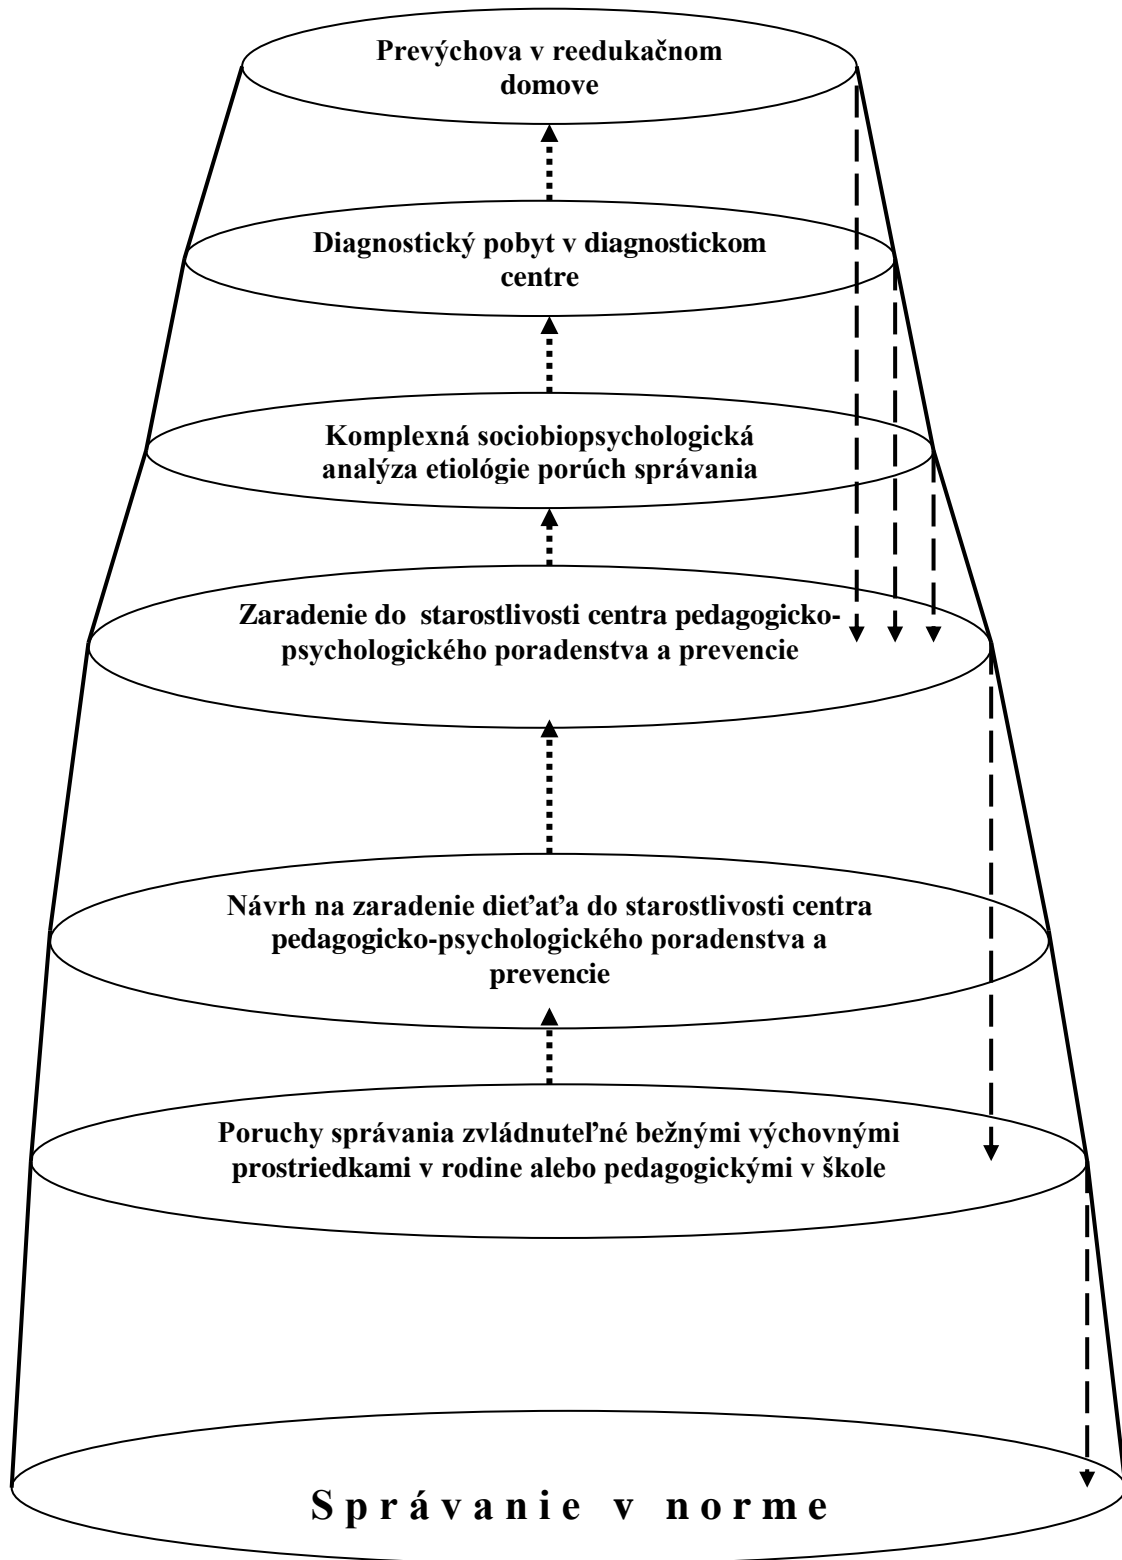 Prevýchova v reedukačnom
domove
Diagnostický pobyt v diagnostickom
centre
Komplexná sociobiopsychologická
analýza etiológie porúch správania
Zaradenie do starostlivosti centra pedagogicko-
psychologického poradenstva a prevencie
Návrh na zaradenie dieťaťa do starostlivosti centra
pedagogicko-psychologického poradenstva a
prevencie
Poruchy správania zvládnuteľné bežnými výchovnými
prostriedkami v rodine alebo pedagogickými v škole
Správanie v norme